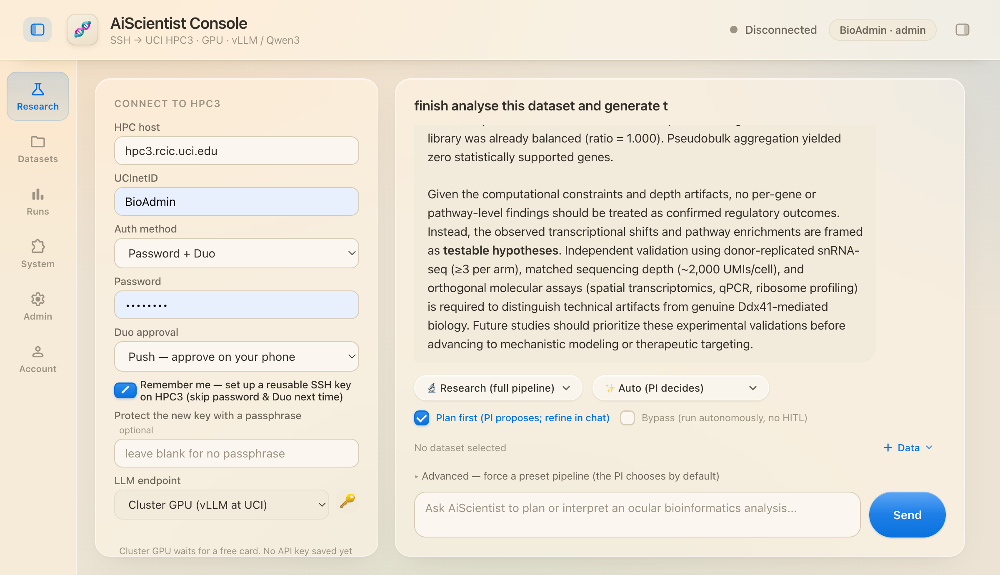 AiScientist Console
SSH → UCI HPC3 · GPU · vLLM / Qwen3
Disconnected
BioAdmin · admin
Research
Datasets
Runs
System
Admin
Account
CONNECT TO HPC3
HPC host
hpc3.rcic.uci.edu
UCInetID
BioAdmin
Auth method
Password + Duo
Password
••••••••
Duo approval
Push — approve on your phone
Remember me — set up a reusable SSH key
on HPC3 (skip password & Duo next time)
Protect the new key with a passphrase
optional
leave blank for no passphrase
LLM endpoint
Cluster GPU (vLLM at UCI)
Cluster GPU waits for a free card. No API key saved yet
finish analyse this dataset and generate t
library was already balanced (ratio = 1.000). Pseudobulk aggregation yielded
zero statistically supported genes.
Given the computational constraints and depth artifacts, no per-gene or
pathway-level findings should be treated as confirmed regulatory outcomes.
Instead, the observed transcriptional shifts and pathway enrichments are framed
as testable hypotheses. Independent validation using donor-replicated snRNA-
seq (≥3 per arm), matched sequencing depth (~2,000 UMIs/cell), and
orthogonal molecular assays (spatial transcriptomics, qPCR, ribosome profiling)
is required to distinguish technical artifacts from genuine Ddx41-mediated
biology. Future studies should prioritize these experimental validations before
advancing to mechanistic modeling or therapeutic targeting.
🔬 Research (full pipeline)
✨ Auto (PI decides)
Plan first (PI proposes; refine in chat)
Bypass (run autonomously, no HITL)
No dataset selected
+ Data
▸ Advanced — force a preset pipeline (the PI chooses by default)
Ask AiScientist to plan or interpret an ocular bioinformatics analysis...
Send